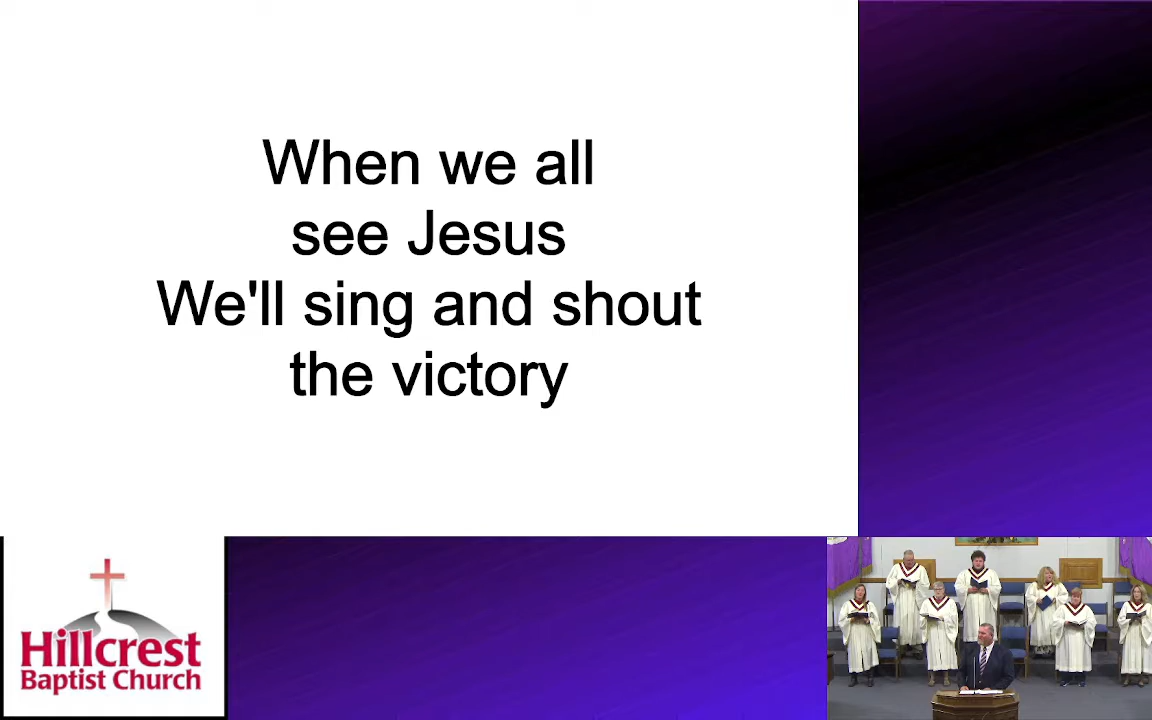 When we all
see Jesus
We'll sing and shout
the victory
Hillcrest
Baptist Church